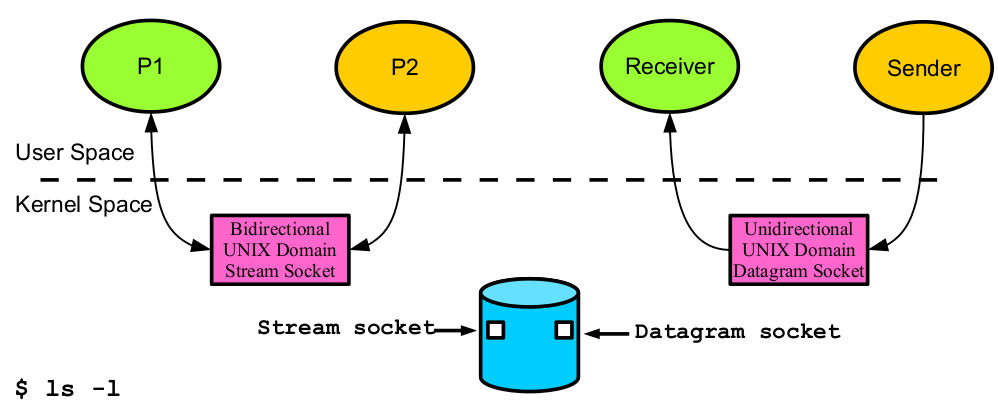 P1
P2
Receiver
Sender
User Space
Kernel Space
Bidirectional
UNIX Domain
Stream Socket
Unidirectional
UNIX Domain
Datagram Socket
Stream socket
Datagram socket
$ ls -l